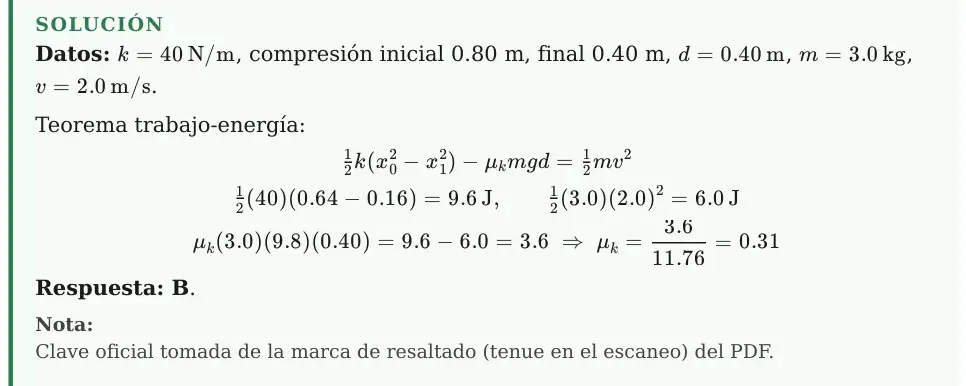 SOLUCIÓN
Datos: k = 40 N/m, compresión inicial 0.80 m, final 0.40 m, d = 0.40 m, m = 3.0 kg,
v = 2.0 m/s.
Teorema trabajo-energía:
½k(x₀² − x₁²) − μₖmgd = ½mv²
½(40)(0.64 − 0.16) = 9.6 J, ½(3.0)(2.0)² = 6.0 J
μₖ(3.0)(9.8)(0.40) = 9.6 − 6.0 = 3.6 ⇒ μₖ = 3.6/11.76 = 0.31
Respuesta: B.
Nota:
Clave oficial tomada de la marca de resaltado (tenue en el escaneo) del PDF.